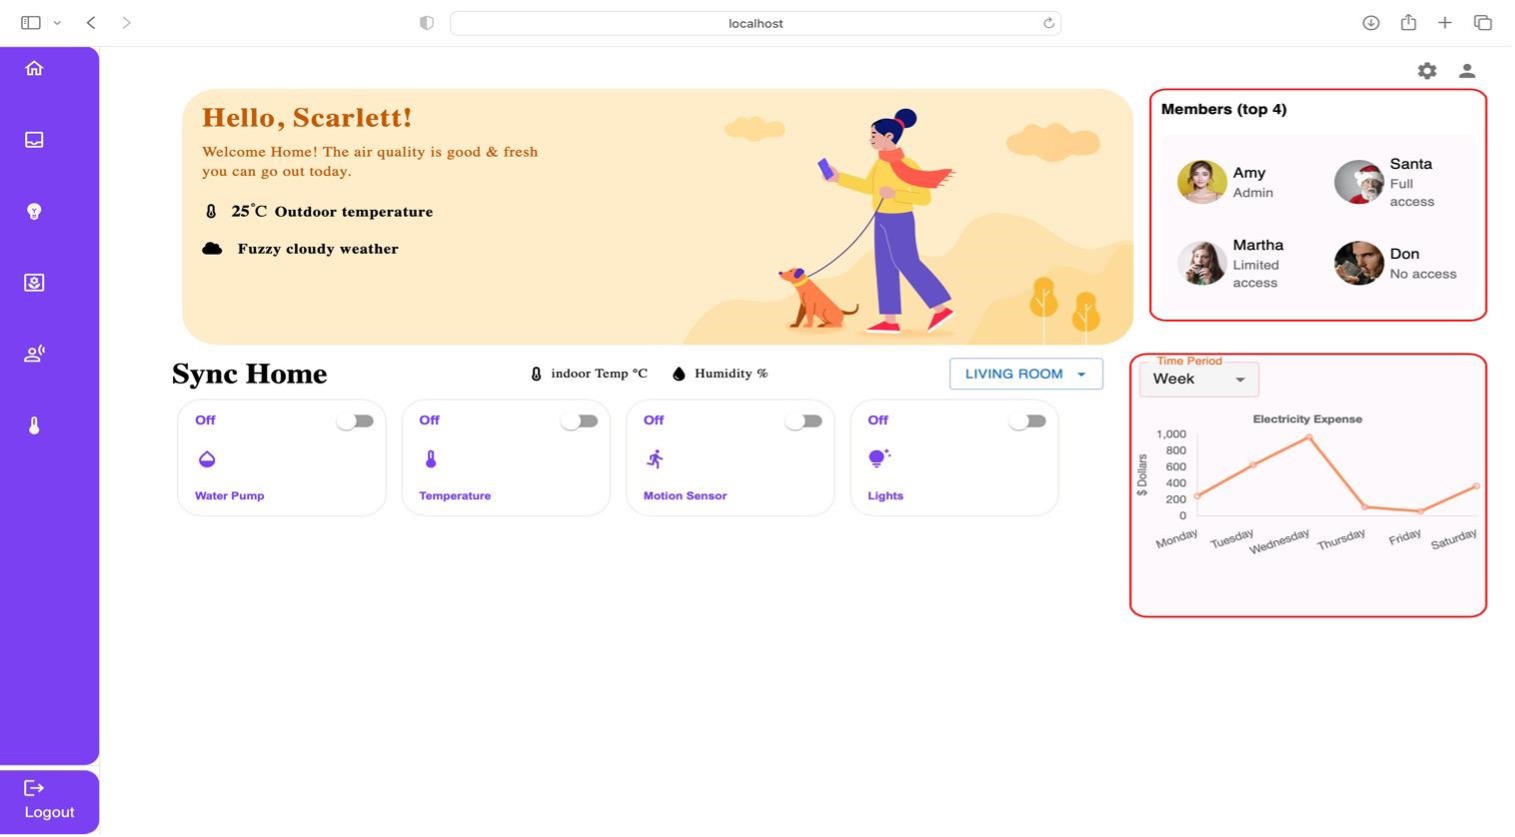 localhost
Hello, Scarlett!
Welcome Home! The air quality is good & fresh
you can go out today.
25°C Outdoor temperature
Fuzzy cloudy weather
Members (top 4)
Amy
Admin
Santa
Full
access
Martha
Limited
access
Don
No access
Sync Home
indoor Temp °C
Humidity %
LIVING ROOM
Off
Water Pump
Off
Temperature
Off
Motion Sensor
Off
Lights
Time Period
Week
Electricity Expense
$ Dollars
1,000
800
600
400
200
0
Monday
Tuesday
Wednesday
Thursday
Friday
Saturday
Logout